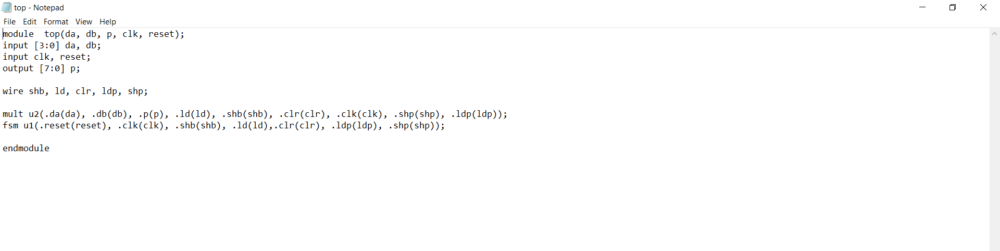 top - Notepad
File Edit Format View Help
module  top(da, db, p, clk, reset);
input [3:0] da, db;
input clk, reset;
output [7:0] p;
wire shb, ld, clr, ldp, shp;
mult u2(.da(da), .db(db), .p(p), .ld(ld), .shb(shb), .clr(clr), .clk(clk), .shp(shp), .ldp(ldp));
fsm u1(.reset(reset), .clk(clk), .shb(shb), .ld(ld),.clr(clr), .ldp(ldp), .shp(shp));
endmodule